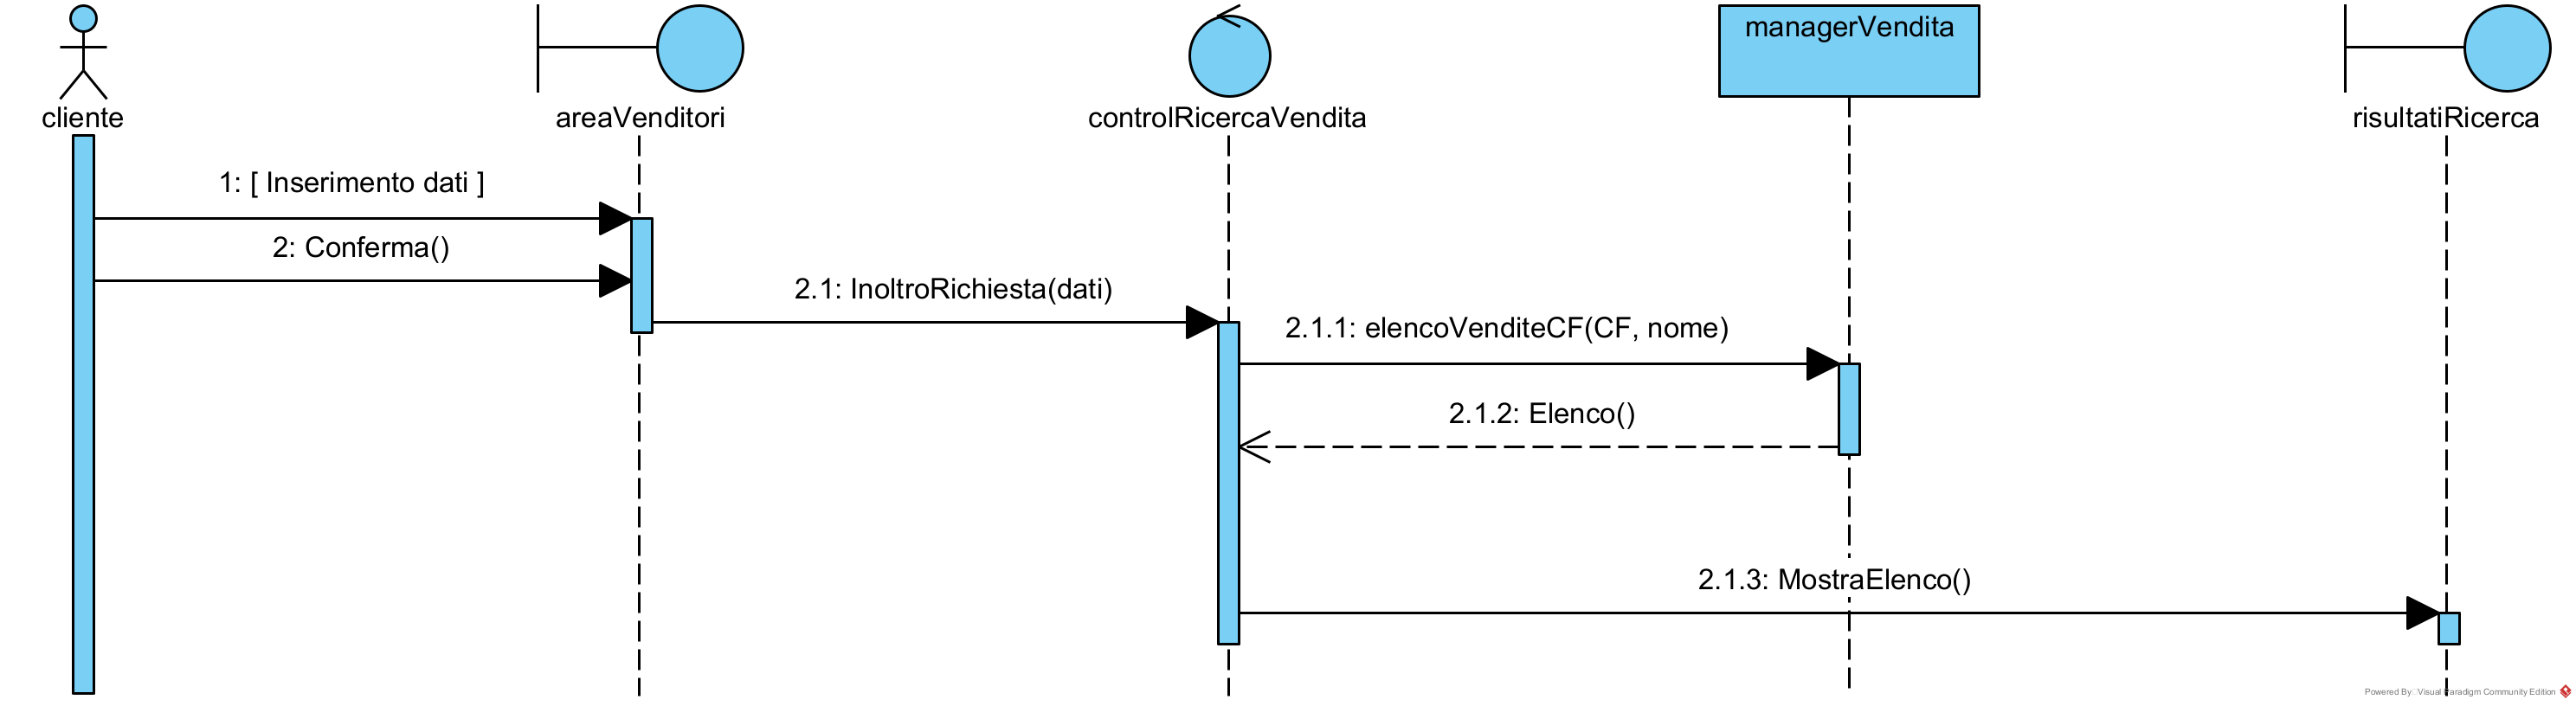 managerVendita
cliente
areaVenditori
controlRicercaVendita
risultatiRicerca
1: [ Inserimento dati ]
2: Conferma()
2.1: InoltroRichiesta(dati)
2.1.1: elencoVenditeCF(CF, nome)
2.1.2: Elenco()
2.1.3: MostraElenco()
Powered By Visual Paradigm Community Edition